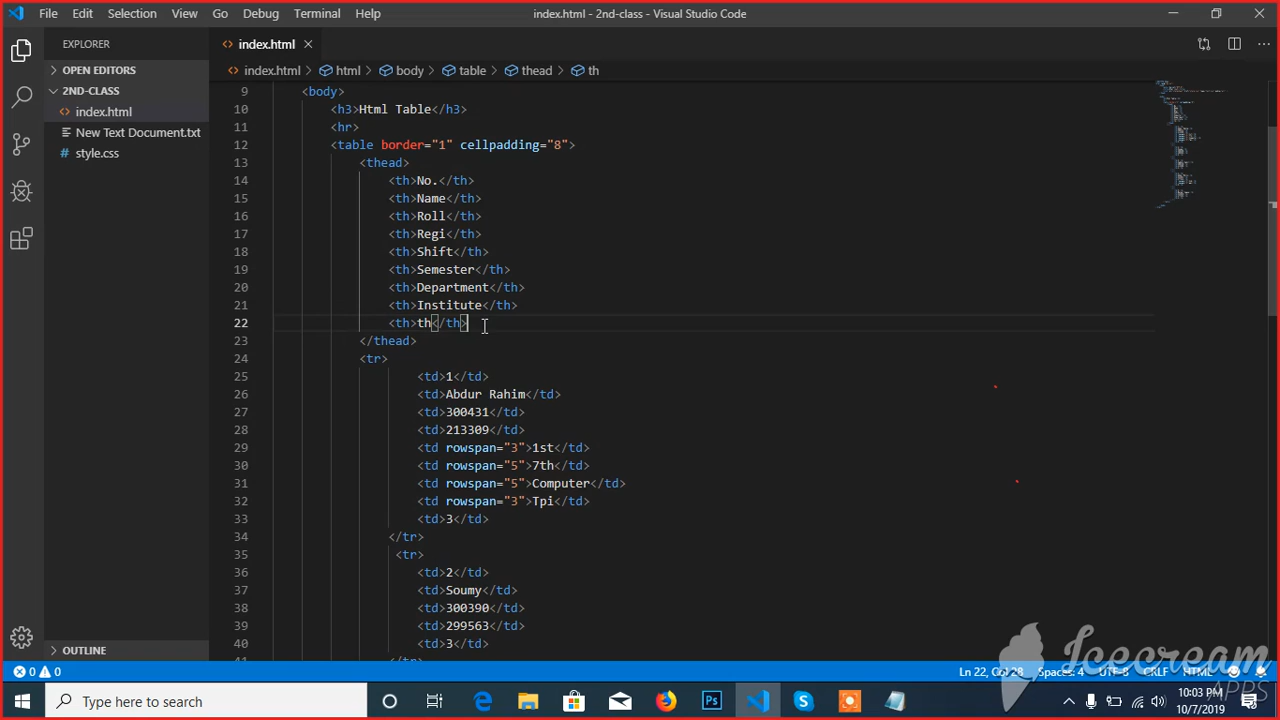 File Edit Selection View Go Debug Terminal Help
index.html - 2nd-class - Visual Studio Code
EXPLORER
OPEN EDITORS
2ND-CLASS
index.html
New Text Document.txt
style.css
OUTLINE
index.html
index.html html body table thead th
9 <body>
10 <h3>Html Table</h3>
11 <hr>
12 <table border="1" cellpadding="8">
13 <thead>
14 <th>No.</th>
15 <th>Name</th>
16 <th>Roll</th>
17 <th>Regi</th>
18 <th>Shift</th>
19 <th>Semester</th>
20 <th>Department</th>
21 <th>Institute</th>
22 <th>th</th>
23 </thead>
24 <tr>
25 <td>1</td>
26 <td>Abdur Rahim</td>
27 <td>300431</td>
28 <td>213309</td>
29 <td rowspan="3">1st</td>
30 <td rowspan="5">7th</td>
31 <td rowspan="5">Computer</td>
32 <td rowspan="3">Tpi</td>
33 <td>3</td>
34 </tr>
35 <tr>
36 <td>2</td>
37 <td>Soumy</td>
38 <td>300390</td>
39 <td>299563</td>
40 <td>3</td>
41 </tr>
0 0
Ln 22, Col 28 Spaces: 4 UTF-8 CRLF HTML
Icecream
APPS
Type here to search
Ps
10:03 PM
10/7/2019